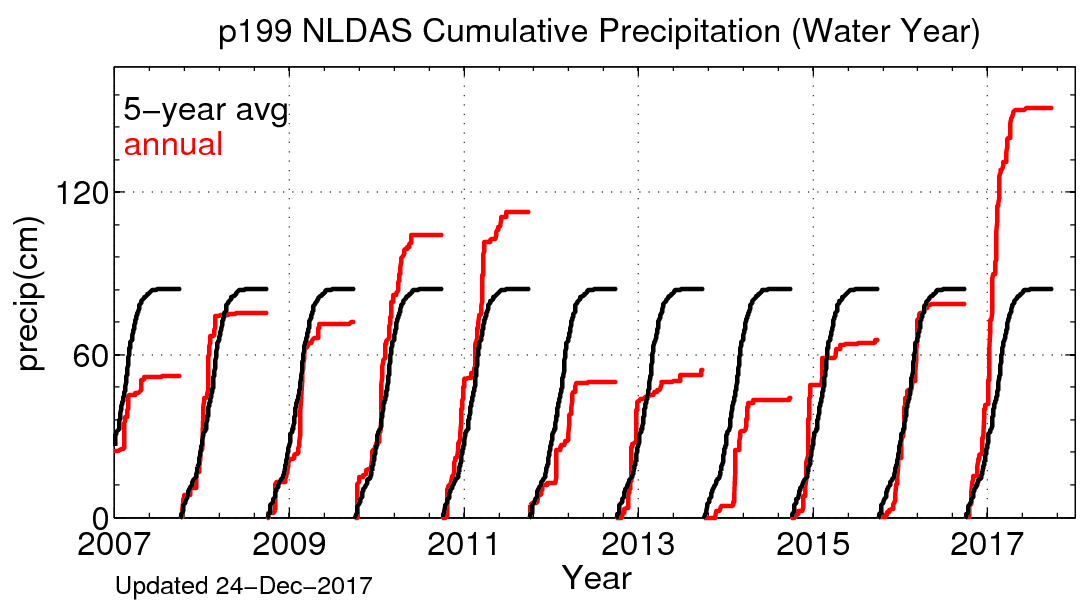 p199 NLDAS Cumulative Precipitation (Water Year)
5−year avg
annual
precip(cm)
120
60
0
2007 2009 2011 2013 2015 2017
Year
Updated 24−Dec−2017